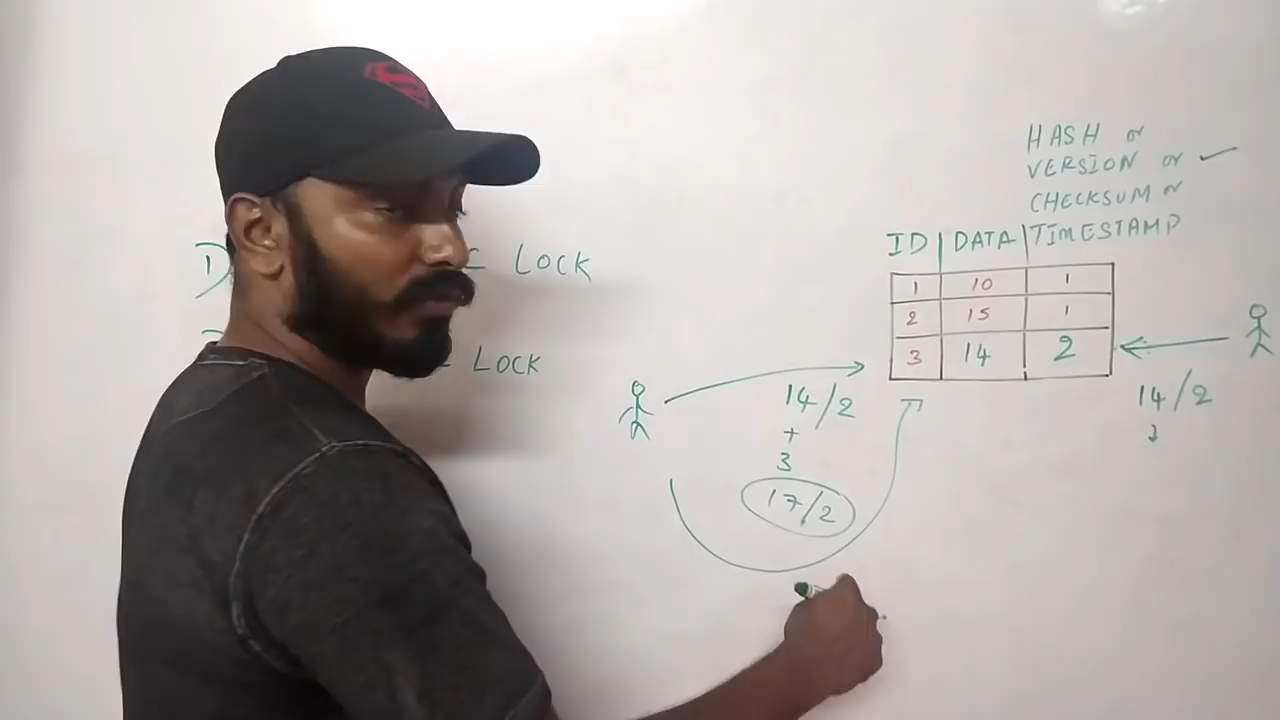 HASH or
VERSION or ✓
CHECKSUM or
TIMESTAMP
ID DATA
1 10 1
2 15 1
3 14 2
LOCK
LOCK
14/2
+
3
17/2
14/2
S